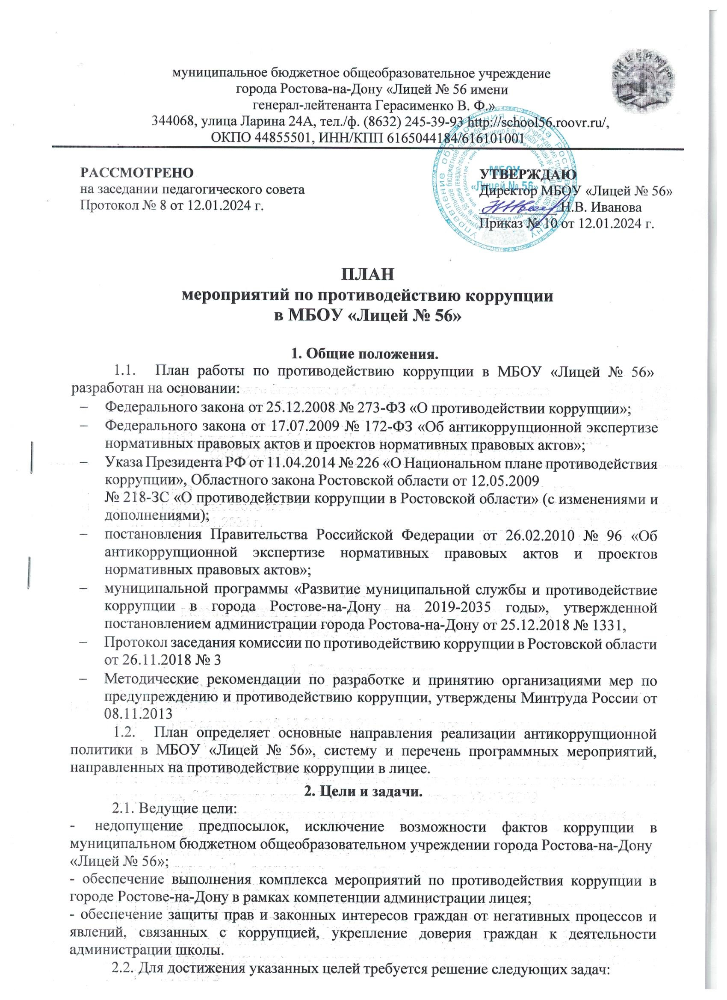 ЛИЦЕЙ № 56
муниципальное бюджетное общеобразовательное учреждение
города Ростова-на-Дону «Лицей № 56 имени
генерал-лейтенанта Герасименко В. Ф.»
344068, улица Ларина 24А, тел./ф. (8632) 245-39-93 http://school56.roovr.ru/,
ОКПО 44855501, ИНН/КПП 6165044184/616101001
РАССМОТРЕНО
на заседании педагогического совета
Протокол № 8 от 12.01.2024 г.
МБОУ
«Лицей № 56»
УТВЕРЖДАЮ
Директор МБОУ «Лицей № 56»
Н.В. Иванова
Приказ № 10 от 12.01.2024 г.
ПЛАН
мероприятий по противодействию коррупции
в МБОУ «Лицей № 56»
1. Общие положения.
1.1. План работы по противодействию коррупции в МБОУ «Лицей № 56»
разработан на основании:
– Федерального закона от 25.12.2008 № 273-ФЗ «О противодействии коррупции»;
– Федерального закона от 17.07.2009 № 172-ФЗ «Об антикоррупционной экспертизе
нормативных правовых актов и проектов нормативных правовых актов»;
– Указа Президента РФ от 11.04.2014 № 226 «О Национальном плане противодействия
коррупции», Областного закона Ростовской области от 12.05.2009
№ 218-ЗС «О противодействии коррупции в Ростовской области» (с изменениями и
дополнениями);
– постановления Правительства Российской Федерации от 26.02.2010 № 96 «Об
антикоррупционной экспертизе нормативных правовых актов и проектов
нормативных правовых актов»;
– муниципальной программы «Развитие муниципальной службы и противодействие
коррупции в города Ростове-на-Дону на 2019-2035 годы», утвержденной
постановлением администрации города Ростова-на-Дону от 25.12.2018 № 1331,
– Протокол заседания комиссии по противодействию коррупции в Ростовской области
от 26.11.2018 № 3
– Методические рекомендации по разработке и принятию организациями мер по
предупреждению и противодействию коррупции, утверждены Минтруда России от
08.11.2013
1.2. План определяет основные направления реализации антикоррупционной
политики в МБОУ «Лицей № 56», систему и перечень программных мероприятий,
направленных на противодействие коррупции в лицее.
2. Цели и задачи.
2.1. Ведущие цели:
- недопущение предпосылок, исключение возможности фактов коррупции в
муниципальном бюджетном общеобразовательном учреждении города Ростова-на-Дону
«Лицей № 56»;
- обеспечение выполнения комплекса мероприятий по противодействия коррупции в
городе Ростове-на-Дону в рамках компетенции администрации лицея;
- обеспечение защиты прав и законных интересов граждан от негативных процессов и
явлений, связанных с коррупцией, укрепление доверия граждан к деятельности
администрации школы.
2.2. Для достижения указанных целей требуется решение следующих задач: